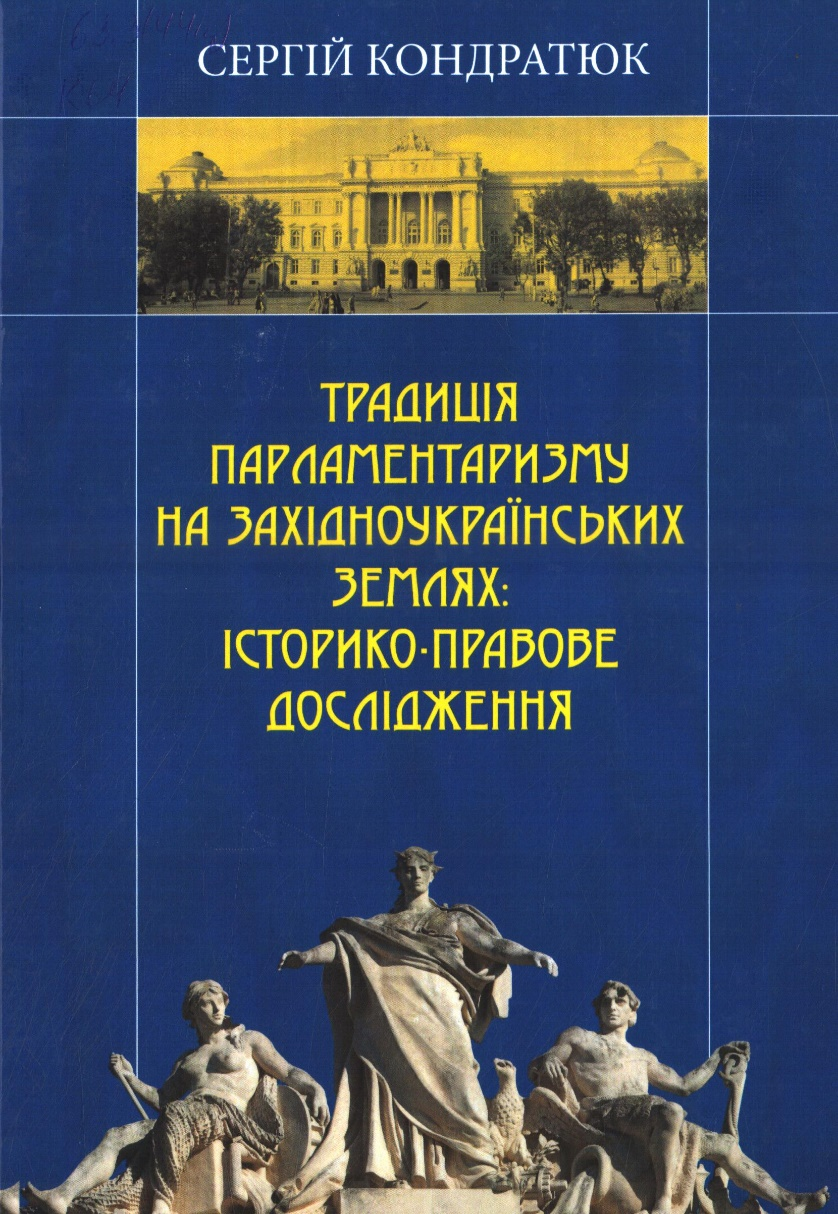 СЕРГІЙ КОНДРАТЮК
ТРАДИЦІЯ
ПАРЛАМЕНТАРИЗМУ
НА ЗАХІДНОУКРАЇНСЬКИХ
ЗЕМЛЯХ:
ІСТОРИКО-ПРАВОВЕ
ДОСЛІДЖЕННЯ